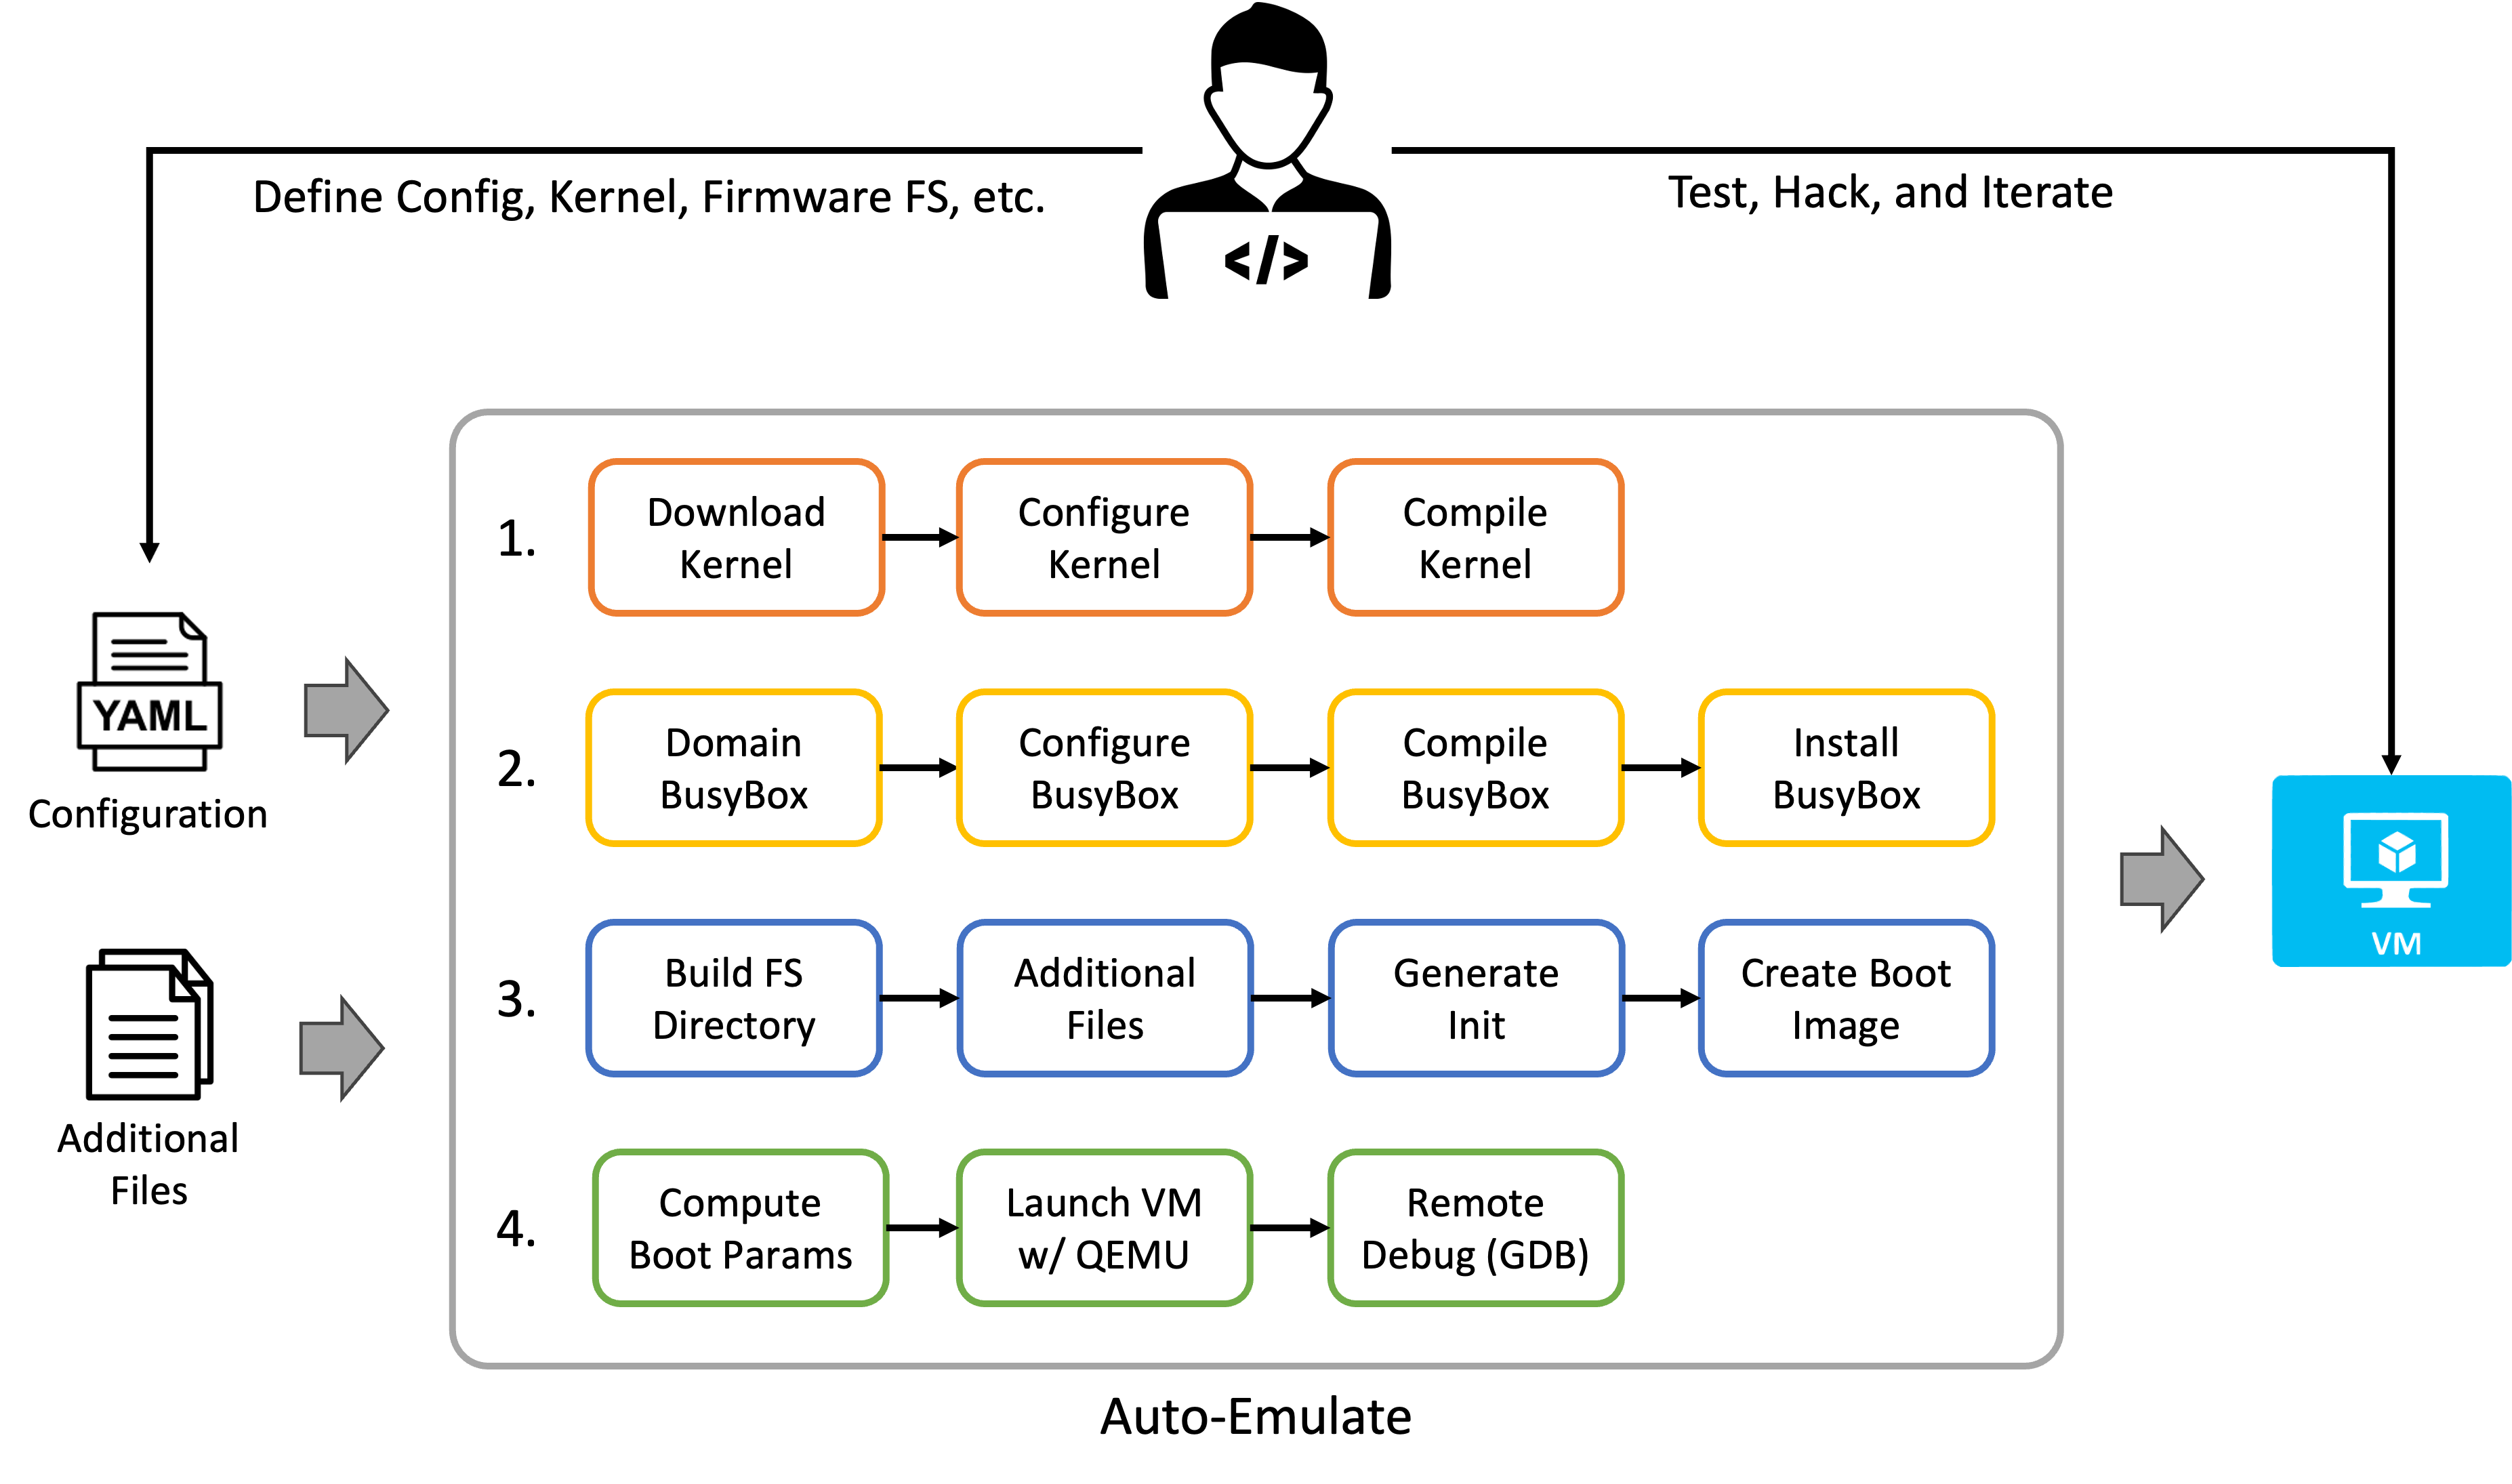 Define Config, Kernel, Firmware FS, etc.
Test, Hack, and Iterate
</>
YAML
Configuration
Additional
Files
1.
Download
Kernel
Configure
Kernel
Compile
Kernel
2.
Domain
BusyBox
Configure
BusyBox
Compile
BusyBox
Install
BusyBox
3.
Build FS
Directory
Additional
Files
Generate
Init
Create Boot
Image
4.
Compute
Boot Params
Launch VM
w/ QEMU
Remote
Debug (GDB)
VM
Auto-Emulate